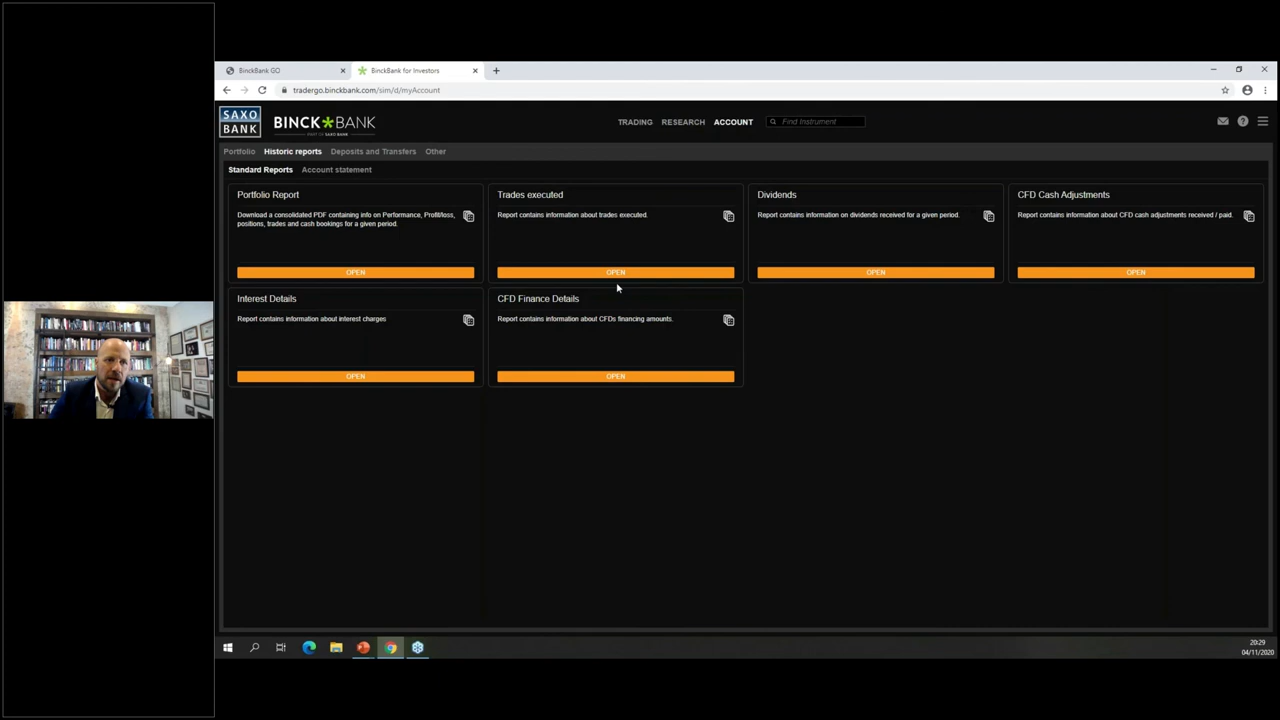 BinckBank GO
BinckBank for Investors
tradergo.binckbank.com/sim/d/myAccount
SAXO
BANK
BINCK BANK
PART OF SAXO BANK
TRADING RESEARCH ACCOUNT Find Instrument
Portfolio Historic reports Deposits and Transfers Other
Standard Reports Account statement
Portfolio Report
Download a consolidated PDF containing info on Performance, Profit/loss,
positions, trades and cash bookings for a given period.
OPEN
Trades executed
Report contains information about trades executed.
OPEN
Dividends
Report contains information on dividends received for a given period.
OPEN
CFD Cash Adjustments
Report contains information about CFD cash adjustments received / paid.
OPEN
Interest Details
Report contains information about interest charges
OPEN
CFD Finance Details
Report contains information about CFDs financing amounts.
OPEN
20:29
04/11/2020